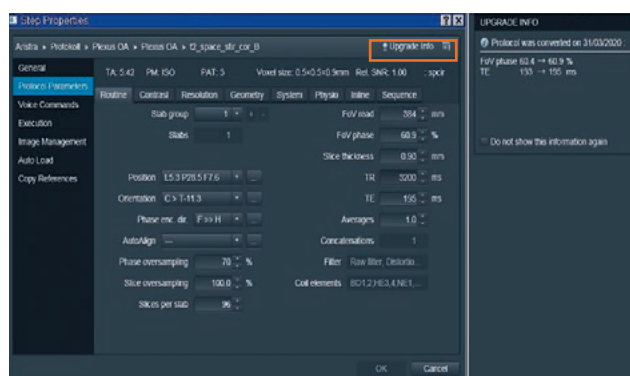 Step Properties
Aristra ▸ Protokoll ▸ Plexus OA ▸ Plexus OA ▸ t2_space_stir_cor_B
Upgrade Info
General
Protocol Parameters
Voice Commands
Execution
Image Management
Auto Load
Copy References
TA: 5:42 PM: ISO PAT: 3 Voxel size: 0.5×0.5×0.9mm Rel. SNR: 1.00 : spcir
Routine Contrast Resolution Geometry System Physio Inline Sequence
Slab group 1
Slabs 1
Position L5.3 P28.5 F7.6
Orientation C > T-11.3
Phase enc. dir. F >> H
AutoAlign ---
Phase oversampling 70 %
Slice oversampling 100.0 %
Slices per slab 96
FoV read 384 mm
FoV phase 60.9 %
Slice thickness 0.90 mm
TR 3200 ms
TE 195 ms
Averages 1.0
Concatenations 1
Filter Raw filter, Distortio...
Coil elements BO1,2;HE3,4;NE1,...
OK Cancel
UPGRADE INFO
Protocol was converted on 31/03/2020 :
FoV phase 60.4 → 60.9 %
TE 193 → 195 ms
Do not show this information again